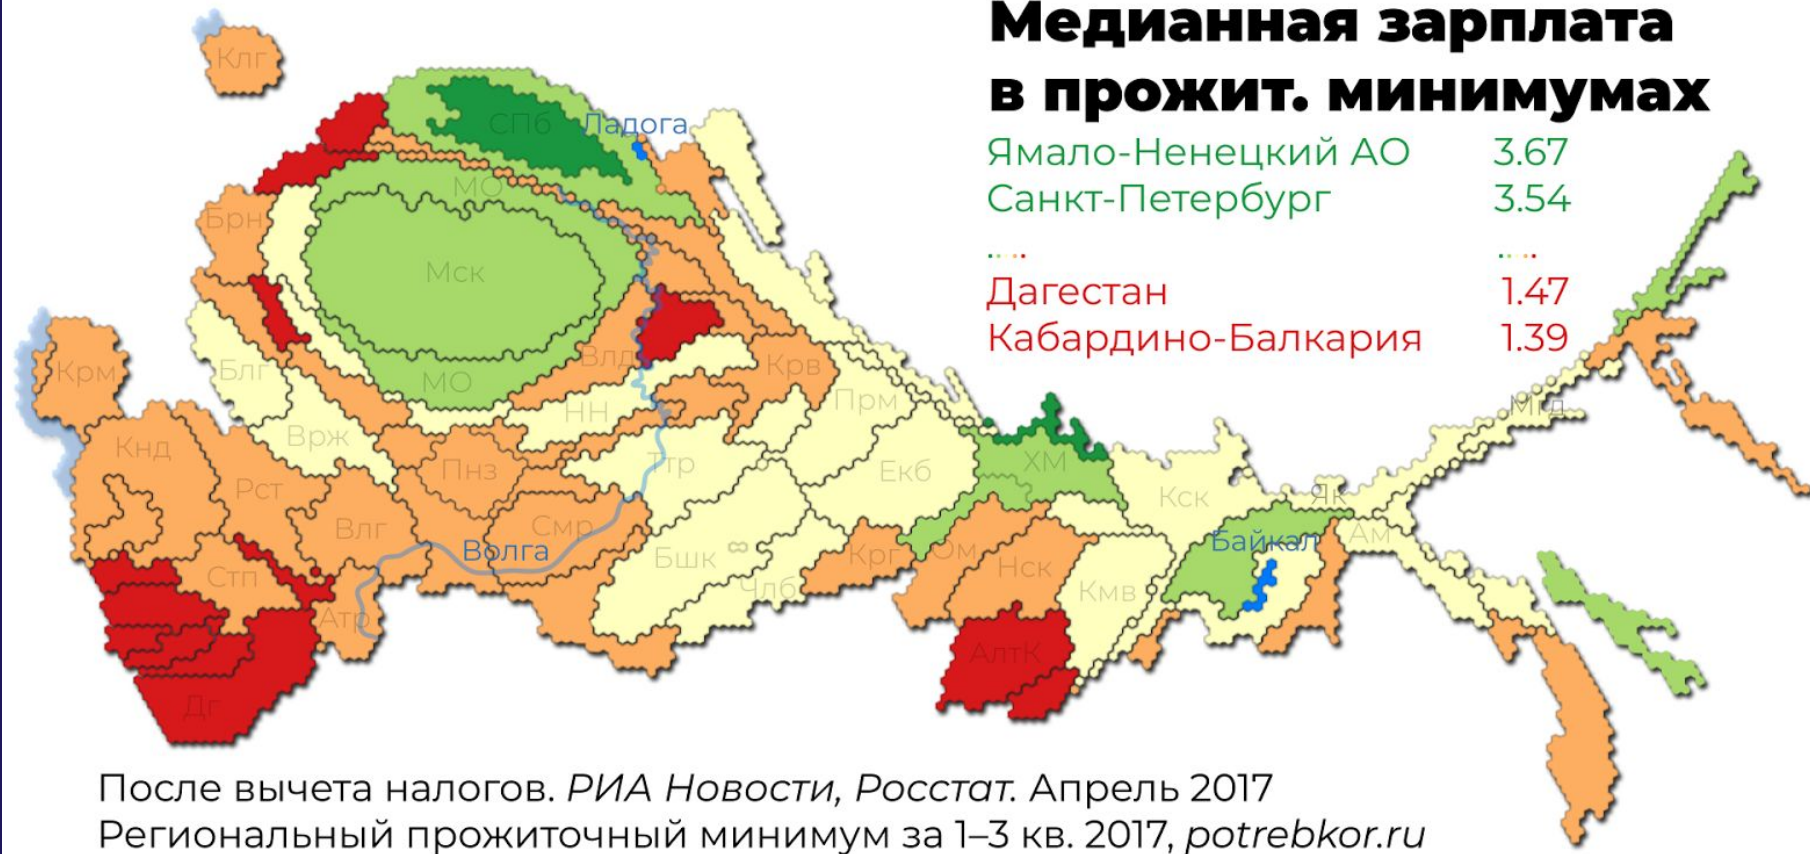 Медианная зарплата
в прожит. минимумах
Ямало-Ненецкий АО 3.67
Санкт-Петербург 3.54
Дагестан 1.47
Кабардино-Балкария 1.39
Клг
СПб
Ладога
МО
Брн
Мск
Крм
Блг
МО
Влд
Крв
НН
Прм
Мгд
Кнд
Врж
Пнз
Ттр
Екб
ХМ
Рст
Кск
Як
Влг
Смр
Волга
Бшк
Крг
Ом
Нск
Байкал
Ам
Стп
Члб
Кмв
Атр
АлтК
Дг
После вычета налогов. РИА Новости, Росстат. Апрель 2017
Региональный прожиточный минимум за 1–3 кв. 2017, potrebkor.ru